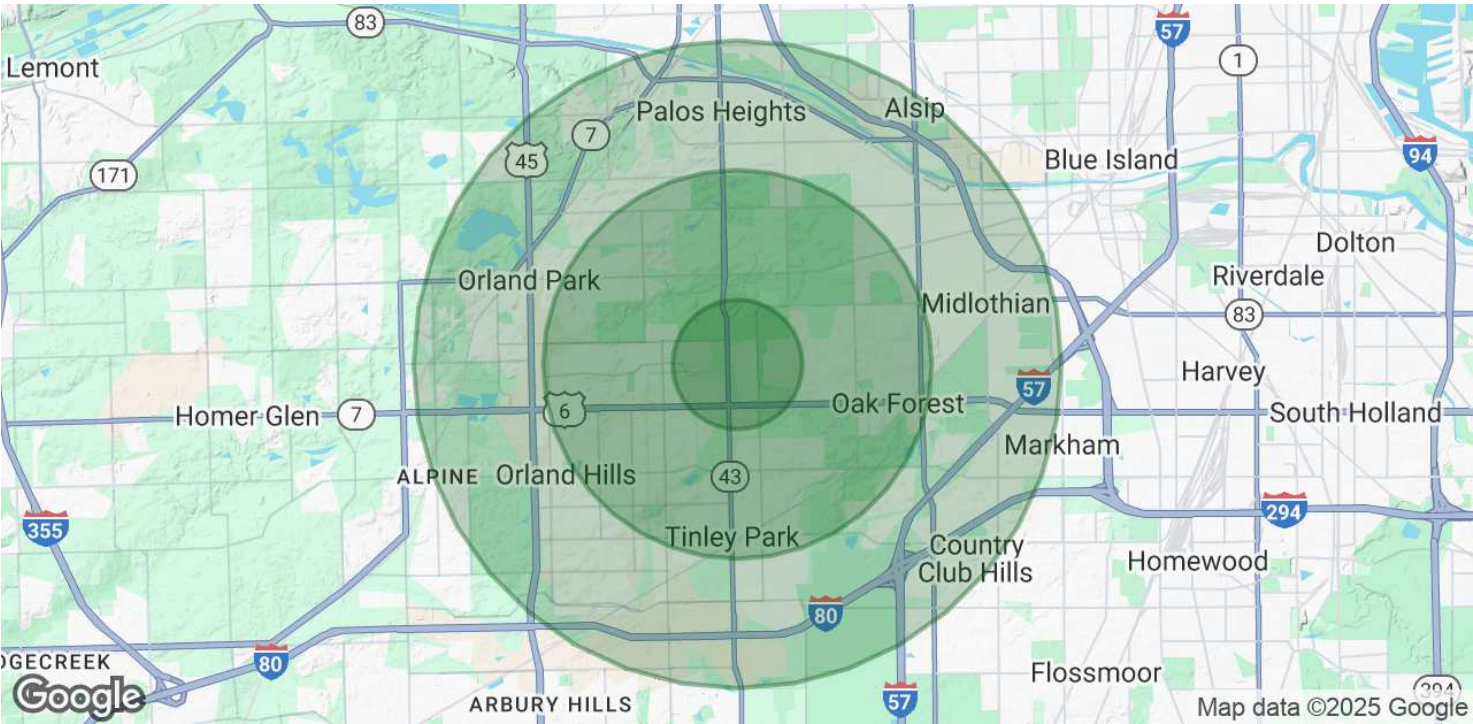 83
57
1
Lemont
Palos Heights
Alsip
7
45
Blue Island
94
171
Dolton
Orland Park
Riverdale
Midlothian
83
Harvey
57
6
Oak Forest
Homer Glen
7
South Holland
Markham
ALPINE
Orland Hills
43
355
294
Tinley Park
Country
Club Hills
Homewood
80
DGECREEK
80
Flossmoor
394
Google
ARBURY HILLS
57
Map data ©2025 Google